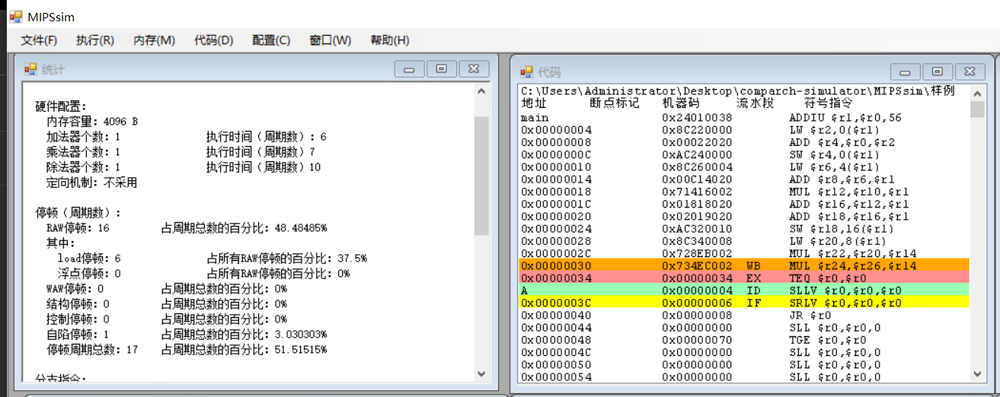 MIPSsim
文件(F) 执行(R) 内存(M) 代码(D) 配置(C) 窗口(W) 帮助(H)
统计
硬件配置:
内存容量: 4096 B
加法器个数: 1 执行时间（周期数）: 6
乘法器个数: 1 执行时间（周期数）7
除法器个数: 1 执行时间（周期数）10
定向机制: 不采用
停顿（周期数）:
RAW停顿: 16 占周期总数的百分比: 48.48485%
其中:
load停顿: 6 占所有RAW停顿的百分比: 37.5%
浮点停顿: 0 占所有RAW停顿的百分比: 0%
WAW停顿: 0 占周期总数的百分比: 0%
结构停顿: 0 占周期总数的百分比: 0%
控制停顿: 0 占周期总数的百分比: 0%
自陷停顿: 1 占周期总数的百分比: 3.030303%
停顿周期总数: 17 占周期总数的百分比: 51.51515%
分支指令:
代码
C:\Users\Administrator\Desktop\comparch-simulator\MIPSsim\样例
地址 断点标记 机器码 流水段 符号指令
main 0x24010038 ADDIU $r1,$r0,56
0x00000004 0x8C220000 LW $r2,0($r1)
0x00000008 0x00022020 ADD $r4,$r0,$r2
0x0000000C 0xAC240000 SW $r4,0($r1)
0x00000010 0x8C260004 LW $r6,4($r1)
0x00000014 0x00C14020 ADD $r8,$r6,$r1
0x00000018 0x71416002 MUL $r12,$r10,$r1
0x0000001C 0x01818020 ADD $r16,$r12,$r1
0x00000020 0x02019020 ADD $r18,$r16,$r1
0x00000024 0xAC320010 SW $r18,16($r1)
0x00000028 0x8C340008 LW $r20,8($r1)
0x0000002C 0x728EB002 MUL $r22,$r20,$r14
0x00000030 0x734EC002 WB MUL $r24,$r26,$r14
0x00000034 0x00000034 EX TEQ $r0,$r0
A 0x00000004 ID SLLV $r0,$r0,$r0
0x0000003C 0x00000006 IF SRLV $r0,$r0,$r0
0x00000040 0x00000008 JR $r0
0x00000044 0x00000000 SLL $r0,$r0,0
0x00000048 0x00000070 TGE $r0,$r0
0x0000004C 0x00000000 SLL $r0,$r0,0
0x00000050 0x00000000 SLL $r0,$r0,0
0x00000054 0x00000000 SLL $r0,$r0,0